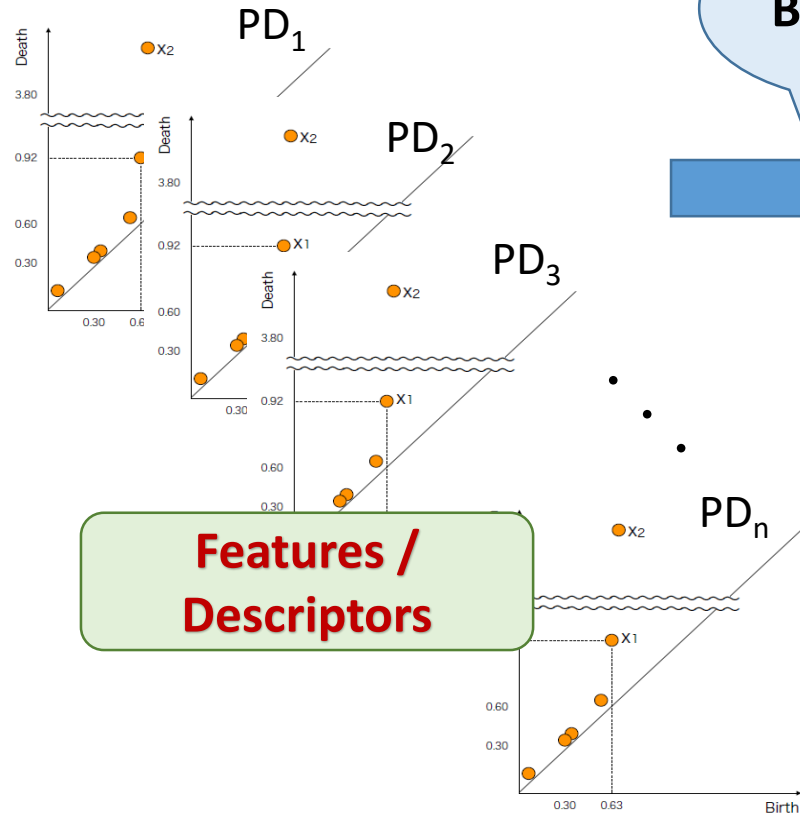 PD1
Death
X2
3.80
0.92
0.60
0.30
0.30
PD2
Death
X2
3.80
0.92
X1
0.60
0.30
0.30
PD3
Death
X2
3.80
0.92
X1
0.60
0.30
PDn
X2
X1
0.60
0.30
0.30 0.63
Birth
Features /
Descriptors
B